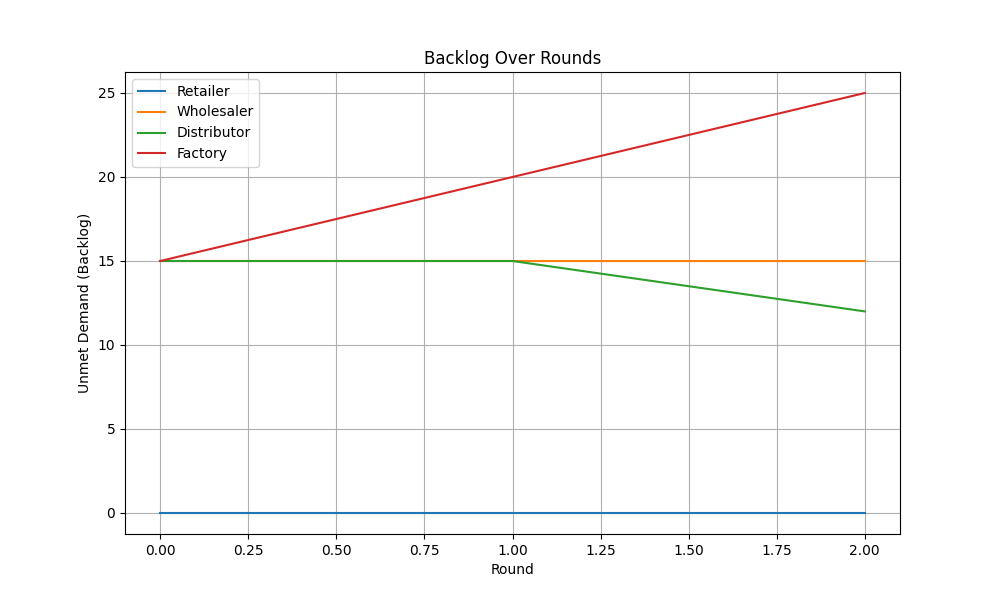 Backlog Over Rounds
Retailer
Wholesaler
Distributor
Factory
Unmet Demand (Backlog)
25
20
15
10
5
0
0.00 0.25 0.50 0.75 1.00 1.25 1.50 1.75 2.00
Round